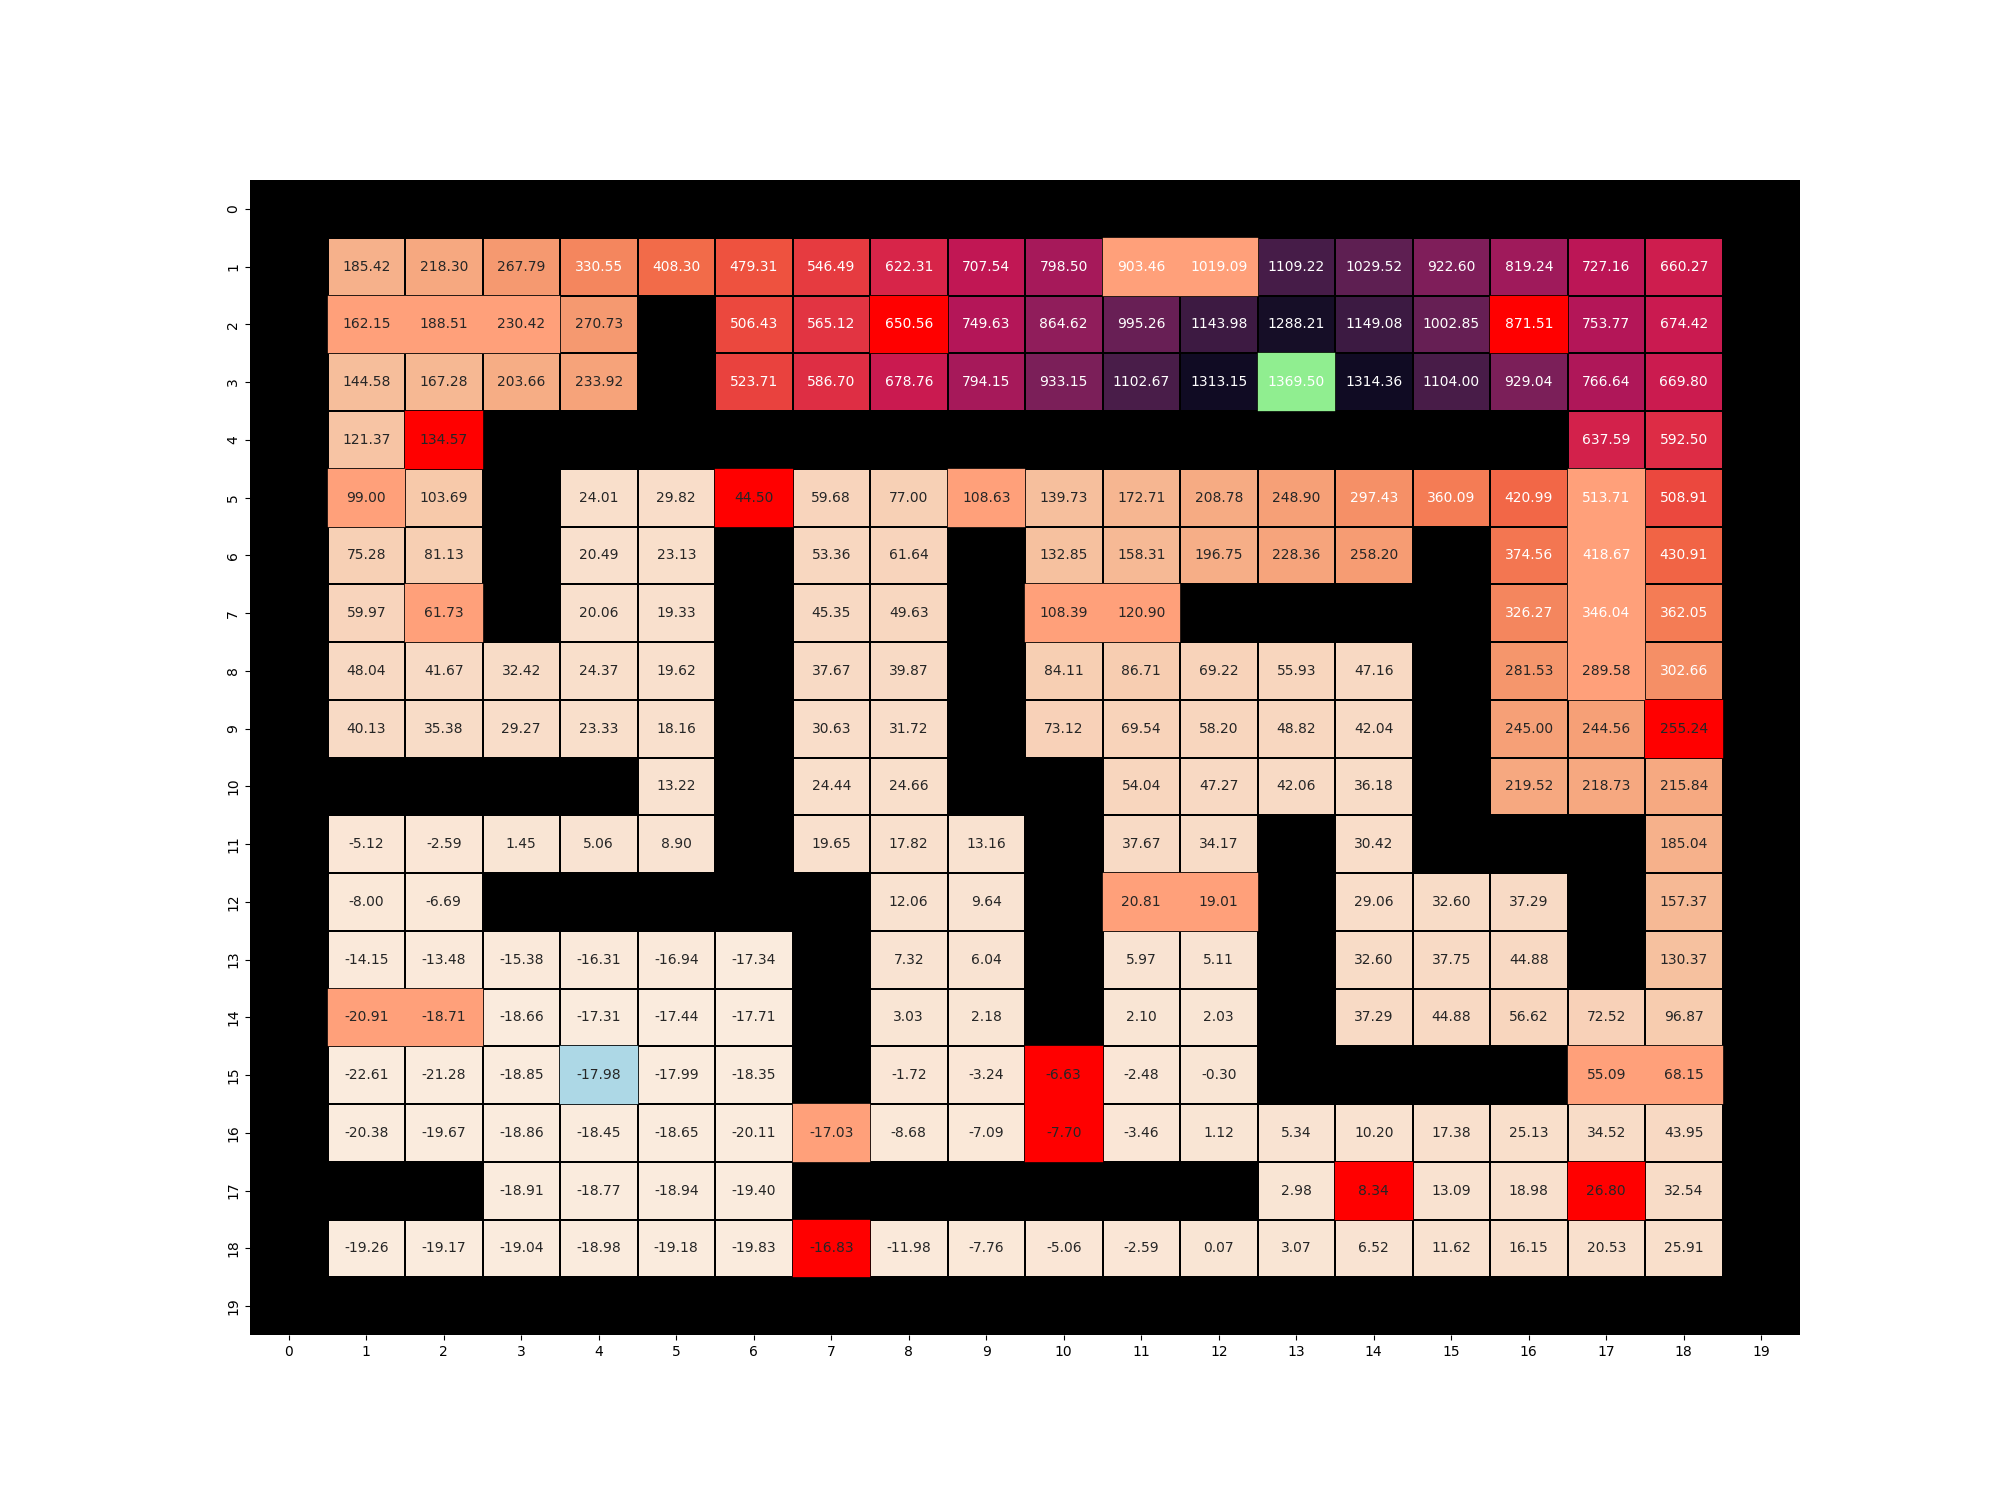 0
1 185.42 218.30 267.79 330.55 408.30 479.31 546.49 622.31 707.54 798.50 903.46 1019.09 1109.22 1029.52 922.60 819.24 727.16 660.27
2 162.15 188.51 230.42 270.73 506.43 565.12 650.56 749.63 864.62 995.26 1143.98 1288.21 1149.08 1002.85 871.51 753.77 674.42
3 144.58 167.28 203.66 233.92 523.71 586.70 678.76 794.15 933.15 1102.67 1313.15 1369.50 1314.36 1104.00 929.04 766.64 669.80
4 121.37 134.57 637.59 592.50
5 99.00 103.69 24.01 29.82 44.50 59.68 77.00 108.63 139.73 172.71 208.78 248.90 297.43 360.09 420.99 513.71 508.91
6 75.28 81.13 20.49 23.13 53.36 61.64 132.85 158.31 196.75 228.36 258.20 374.56 418.67 430.91
7 59.97 61.73 20.06 19.33 45.35 49.63 108.39 120.90 326.27 346.04 362.05
8 48.04 41.67 32.42 24.37 19.62 37.67 39.87 84.11 86.71 69.22 55.93 47.16 281.53 289.58 302.66
9 40.13 35.38 29.27 23.33 18.16 30.63 31.72 73.12 69.54 58.20 48.82 42.04 245.00 244.56 255.24
10 13.22 24.44 24.66 54.04 47.27 42.06 36.18 219.52 218.73 215.84
11 -5.12 -2.59 1.45 5.06 8.90 19.65 17.82 13.16 37.67 34.17 30.42 185.04
12 -8.00 -6.69 12.06 9.64 20.81 19.01 29.06 32.60 37.29 157.37
13 -14.15 -13.48 -15.38 -16.31 -16.94 -17.34 7.32 6.04 5.97 5.11 32.60 37.75 44.88 130.37
14 -20.91 -18.71 -18.66 -17.31 -17.44 -17.71 3.03 2.18 2.10 2.03 37.29 44.88 56.62 72.52 96.87
15 -22.61 -21.28 -18.85 -17.98 -17.99 -18.35 -1.72 -3.24 -6.63 -2.48 -0.30 55.09 68.15
16 -20.38 -19.67 -18.86 -18.45 -18.65 -20.11 -17.03 -8.68 -7.09 -7.70 -3.46 1.12 5.34 10.20 17.38 25.13 34.52 43.95
17 -18.91 -18.77 -18.94 -19.40 2.98 8.34 13.09 18.98 26.80 32.54
18 -19.26 -19.17 -19.04 -18.98 -19.18 -19.83 -16.83 -11.98 -7.76 -5.06 -2.59 0.07 3.07 6.52 11.62 16.15 20.53 25.91
19
0 1 2 3 4 5 6 7 8 9 10 11 12 13 14 15 16 17 18 19